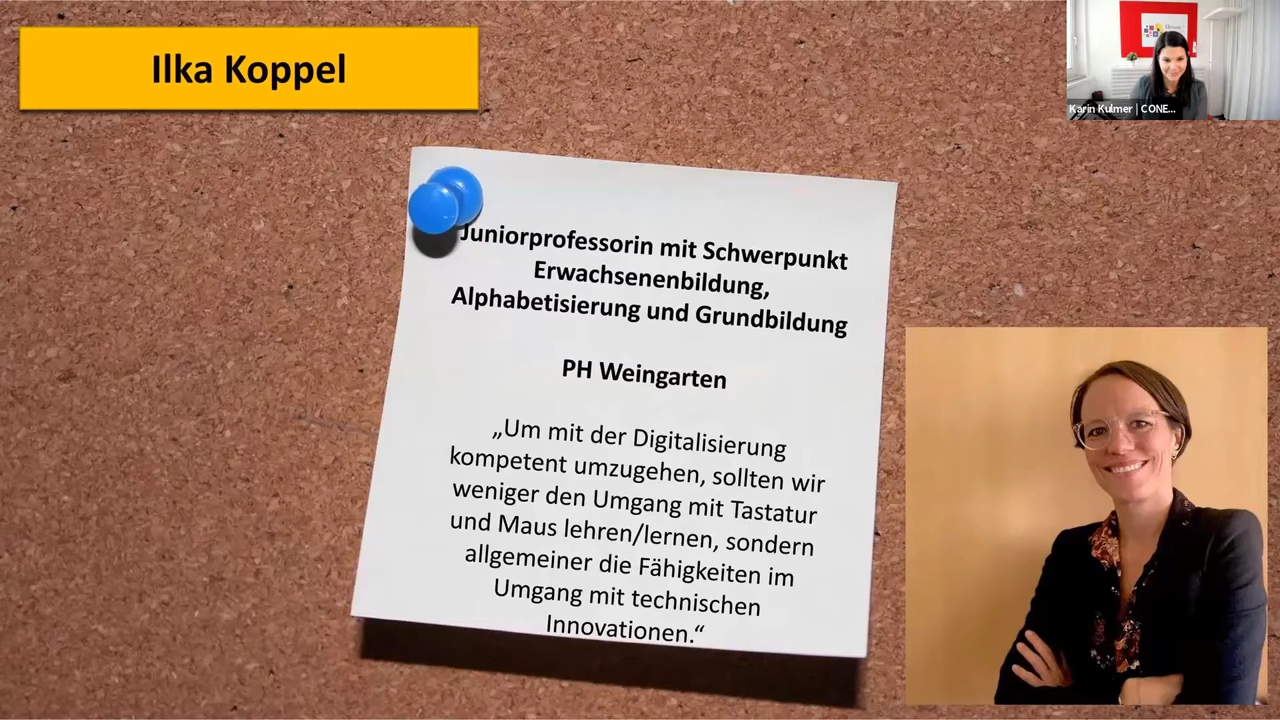 Ilka Koppel
Karin Kulmer | CONE...
Juniorprofessorin mit Schwerpunkt
Erwachsenenbildung,
Alphabetisierung und Grundbildung
PH Weingarten
„Um mit der Digitalisierung
kompetent umzugehen, sollten wir
weniger den Umgang mit Tastatur
und Maus lehren/lernen, sondern
allgemeiner die Fähigkeiten im
Umgang mit technischen
Innovationen.“